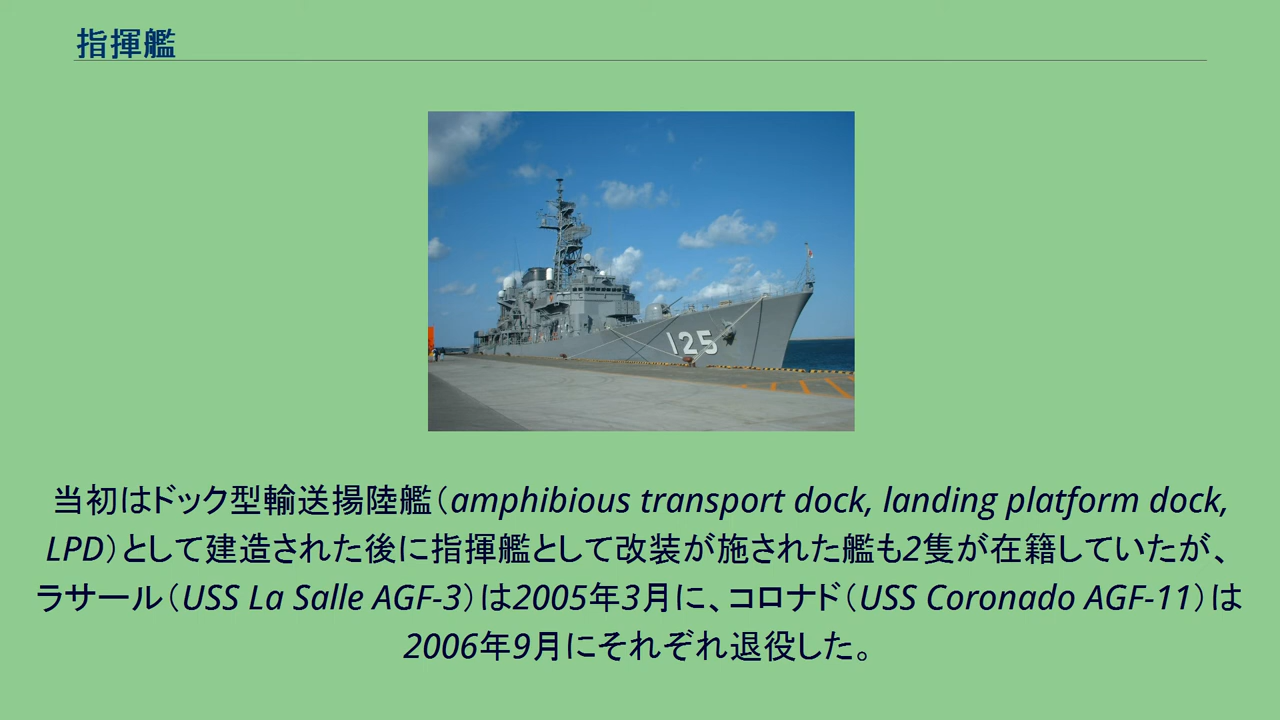 指揮艦
125
当初はドック型輸送揚陸艦（amphibious transport dock, landing platform dock,
LPD）として建造された後に指揮艦として改装が施された艦も2隻が在籍していたが、
ラサール（USS La Salle AGF-3）は2005年3月に、コロナド（USS Coronado AGF-11）は
2006年9月にそれぞれ退役した。